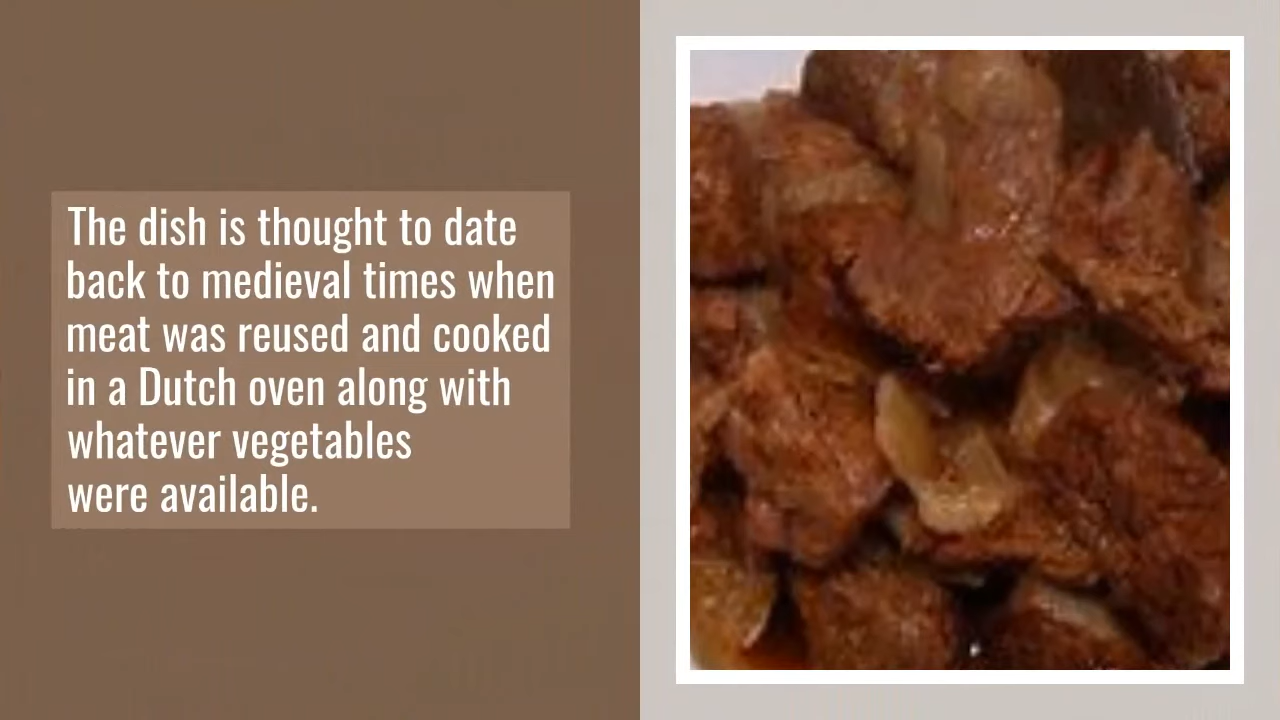 The dish is thought to date
back to medieval times when
meat was reused and cooked
in a Dutch oven along with
whatever vegetables
were available.